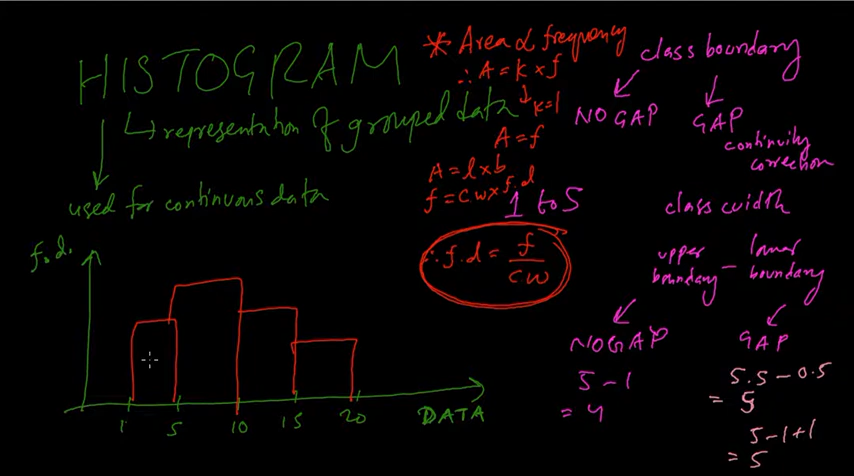 HISTOGRAM
↳ representation of grouped data
used for continuous data
* Area ∝ frequency
∴ A = k × f
k = 1
A = f
A = l × b
f = cw × f.d
∴ f.d = f / cw
class boundary
NO GAP
GAP
continuity
correction
1 to 5
class width
upper boundary − lower boundary
NO GAP
5 − 1
= 4
GAP
5.5 − 0.5
= 5
5 − 1 + 1
= 5
f.d.
1 5 10 15 20
DATA